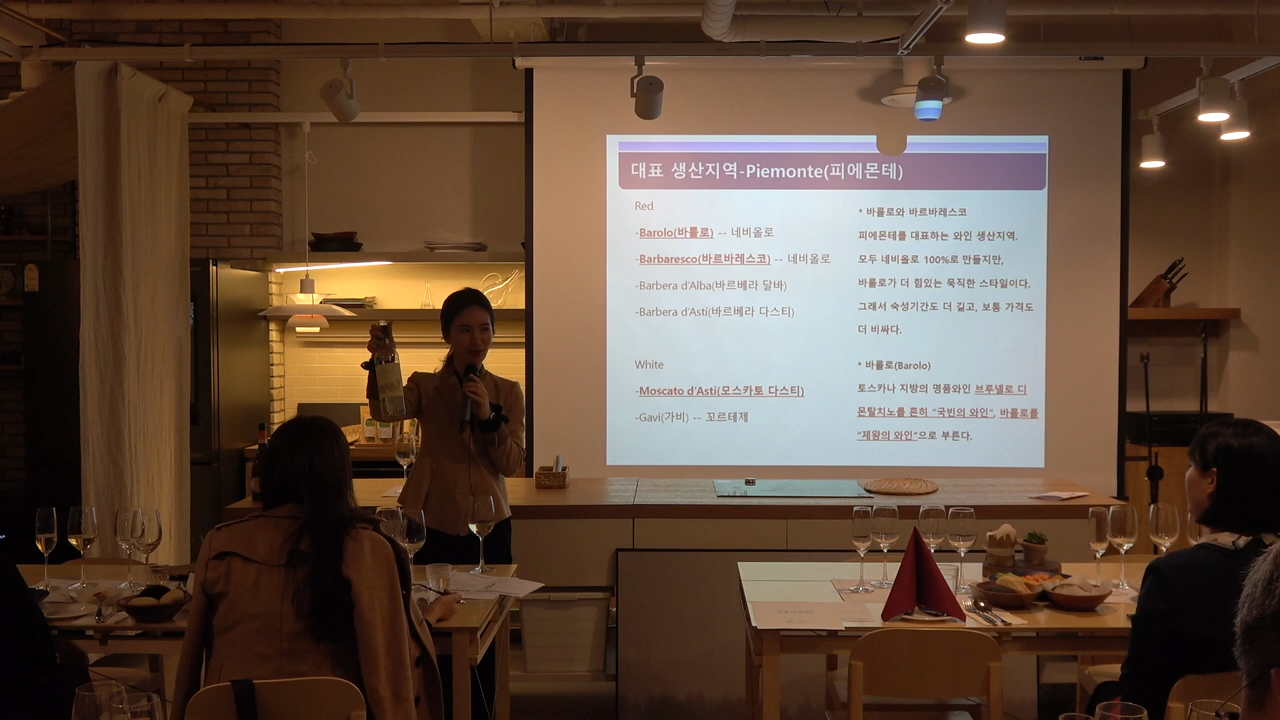 대표 생산지역-Piemonte(피에몬테)
Red
-Barolo(바롤로) -- 네비올로
-Barbaresco(바르바레스코) -- 네비올로
-Barbera d'Alba(바르베라 달바)
-Barbera d'Asti(바르베라 다스티)
White
-Moscato d'Asti(모스카토 다스티)
-Gavi(가비) -- 꼬르테제
* 바롤로와 바르바레스코
피에몬테를 대표하는 와인 생산지역.
모두 네비올로 100%로 만들지만,
바롤로가 더 힘있는 묵직한 스타일이다.
그래서 숙성기간도 더 길고, 보통 가격도
더 비싸다.
* 바롤로(Barolo)
토스카나 지방의 명품와인 브루넬로 디
몬탈치노를 흔히 "국빈의 와인", 바롤로를
"제왕의 와인"으로 부른다.